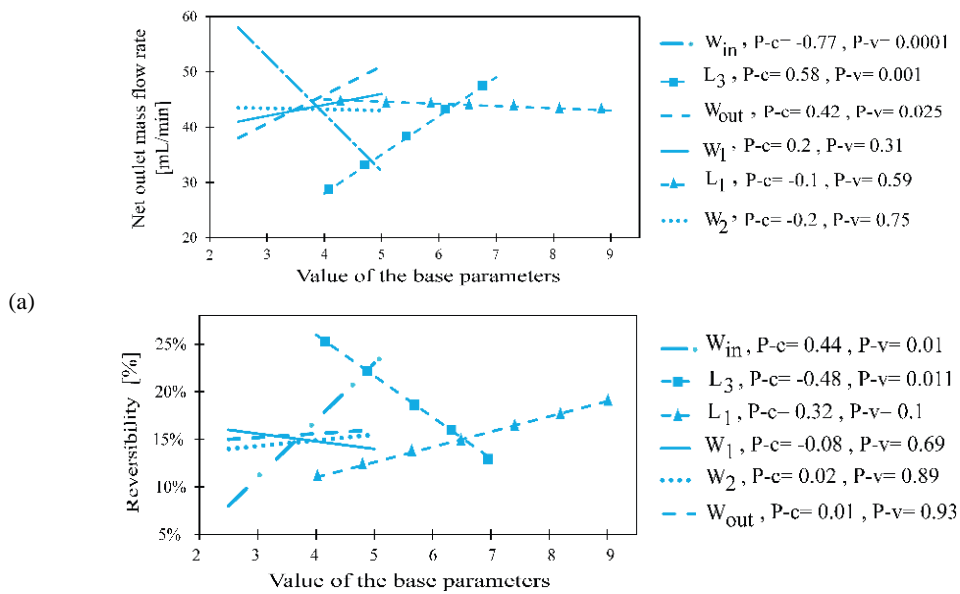 60
50
40
30
20
2 3 4 5 6 7 8 9
Net outlet mass flow rate
[mL/min]
Value of the base parameters
W_in , P-c= -0.77 , P-v= 0.0001
L_3 , P-c= 0.58 , P-v= 0.001
W_out , P-c= 0.42 , P-v= 0.025
W_1 , P-c= 0.2 , P-v= 0.31
L_1 , P-c= -0.1 , P-v= 0.59
W_2 , P-c= -0.2 , P-v= 0.75
(a)
25%
20%
15%
10%
5%
2 3 4 5 6 7 8 9
Reversibility [%]
Value of the base parameters
W_in , P-c= 0.44 , P-v= 0.01
L_3 , P-c= -0.48 , P-v= 0.011
L_1 , P-c= 0.32 , P-v= 0.1
W_1 , P-c= -0.08 , P-v= 0.69
W_2 , P-c= 0.02 , P-v= 0.89
W_out , P-c= 0.01 , P-v= 0.93